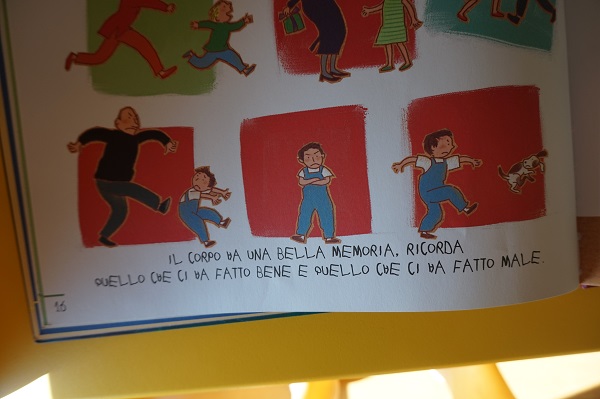 IL CORPO HA UNA BELLA MEMORIA, RICORDA
QUELLO CHE CI HA FATTO BENE E QUELLO CHE CI HA FATTO MALE.
16